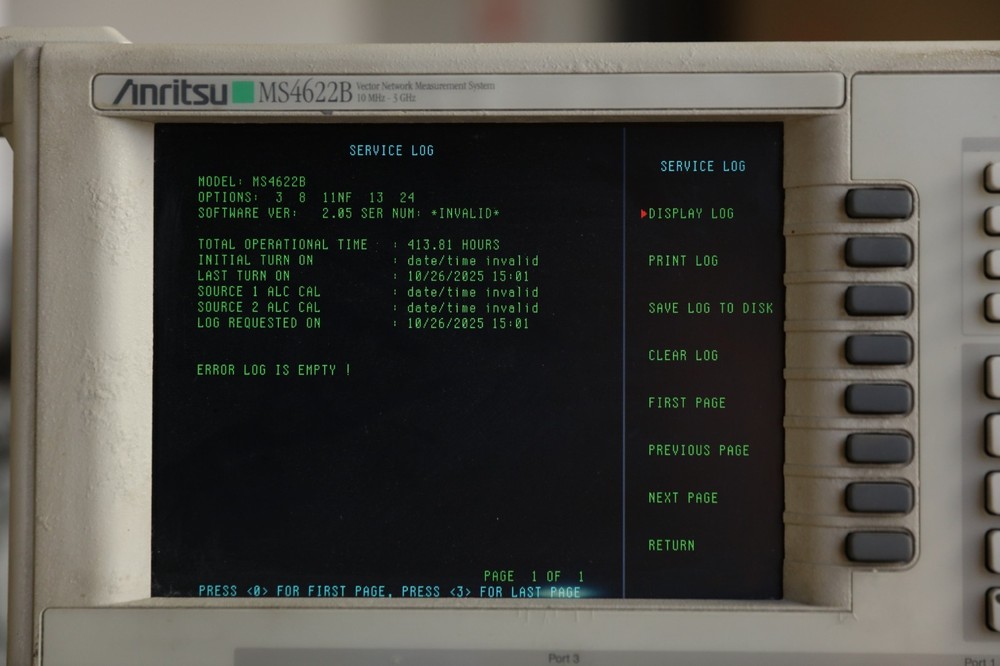 Anritsu MS4622B Vector Network Measurement System
10 MHz - 3 GHz
SERVICE LOG
MODEL: MS4622B
OPTIONS: 3 8 11NF 13 24
SOFTWARE VER: 2.05 SER NUM: *INVALID*
TOTAL OPERATIONAL TIME : 413.81 HOURS
INITIAL TURN ON : date/time invalid
LAST TURN ON : 10/26/2025 15:01
SOURCE 1 ALC CAL : date/time invalid
SOURCE 2 ALC CAL : date/time invalid
LOG REQUESTED ON : 10/26/2025 15:01
ERROR LOG IS EMPTY !
PAGE 1 OF 1
PRESS <0> FOR FIRST PAGE, PRESS <3> FOR LAST PAGE
SERVICE LOG
DISPLAY LOG
PRINT LOG
SAVE LOG TO DISK
CLEAR LOG
FIRST PAGE
PREVIOUS PAGE
NEXT PAGE
RETURN
Port 3
Port 1